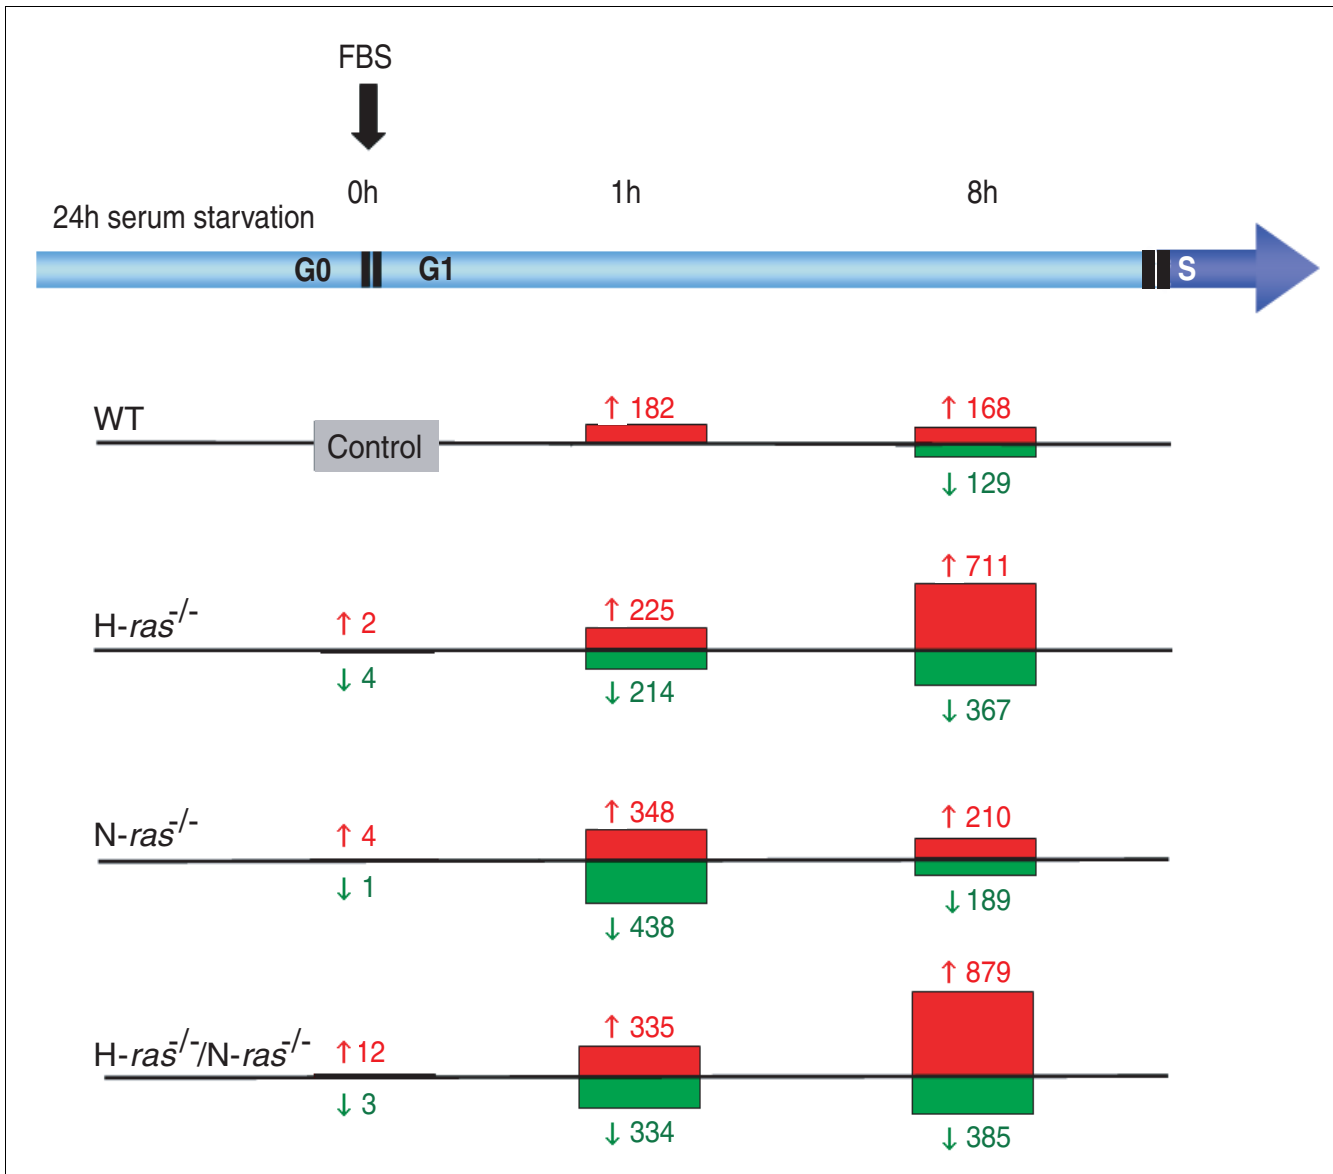 FBS
0h 1h 8h
24h serum starvation
G0 G1 S
WT
Control
↑ 182
↑ 168
↓ 129
H-ras-/-
↑ 2
↓ 4
↑ 225
↓ 214
↑ 711
↓ 367
N-ras-/-
↑ 4
↓ 1
↑ 348
↓ 438
↑ 210
↓ 189
H-ras-/-/N-ras-/-
↑ 12
↓ 3
↑ 335
↓ 334
↑ 879
↓ 385